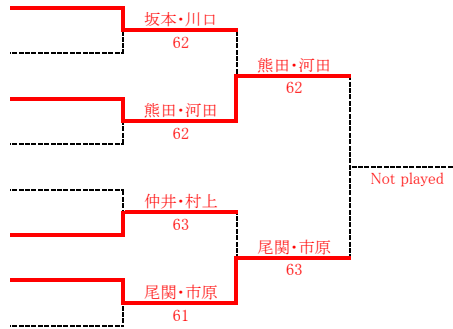 坂本・川口
62
熊田・河田
62
熊田・河田
62
Not played
仲井・村上
63
尾関・市原
63
尾関・市原
61